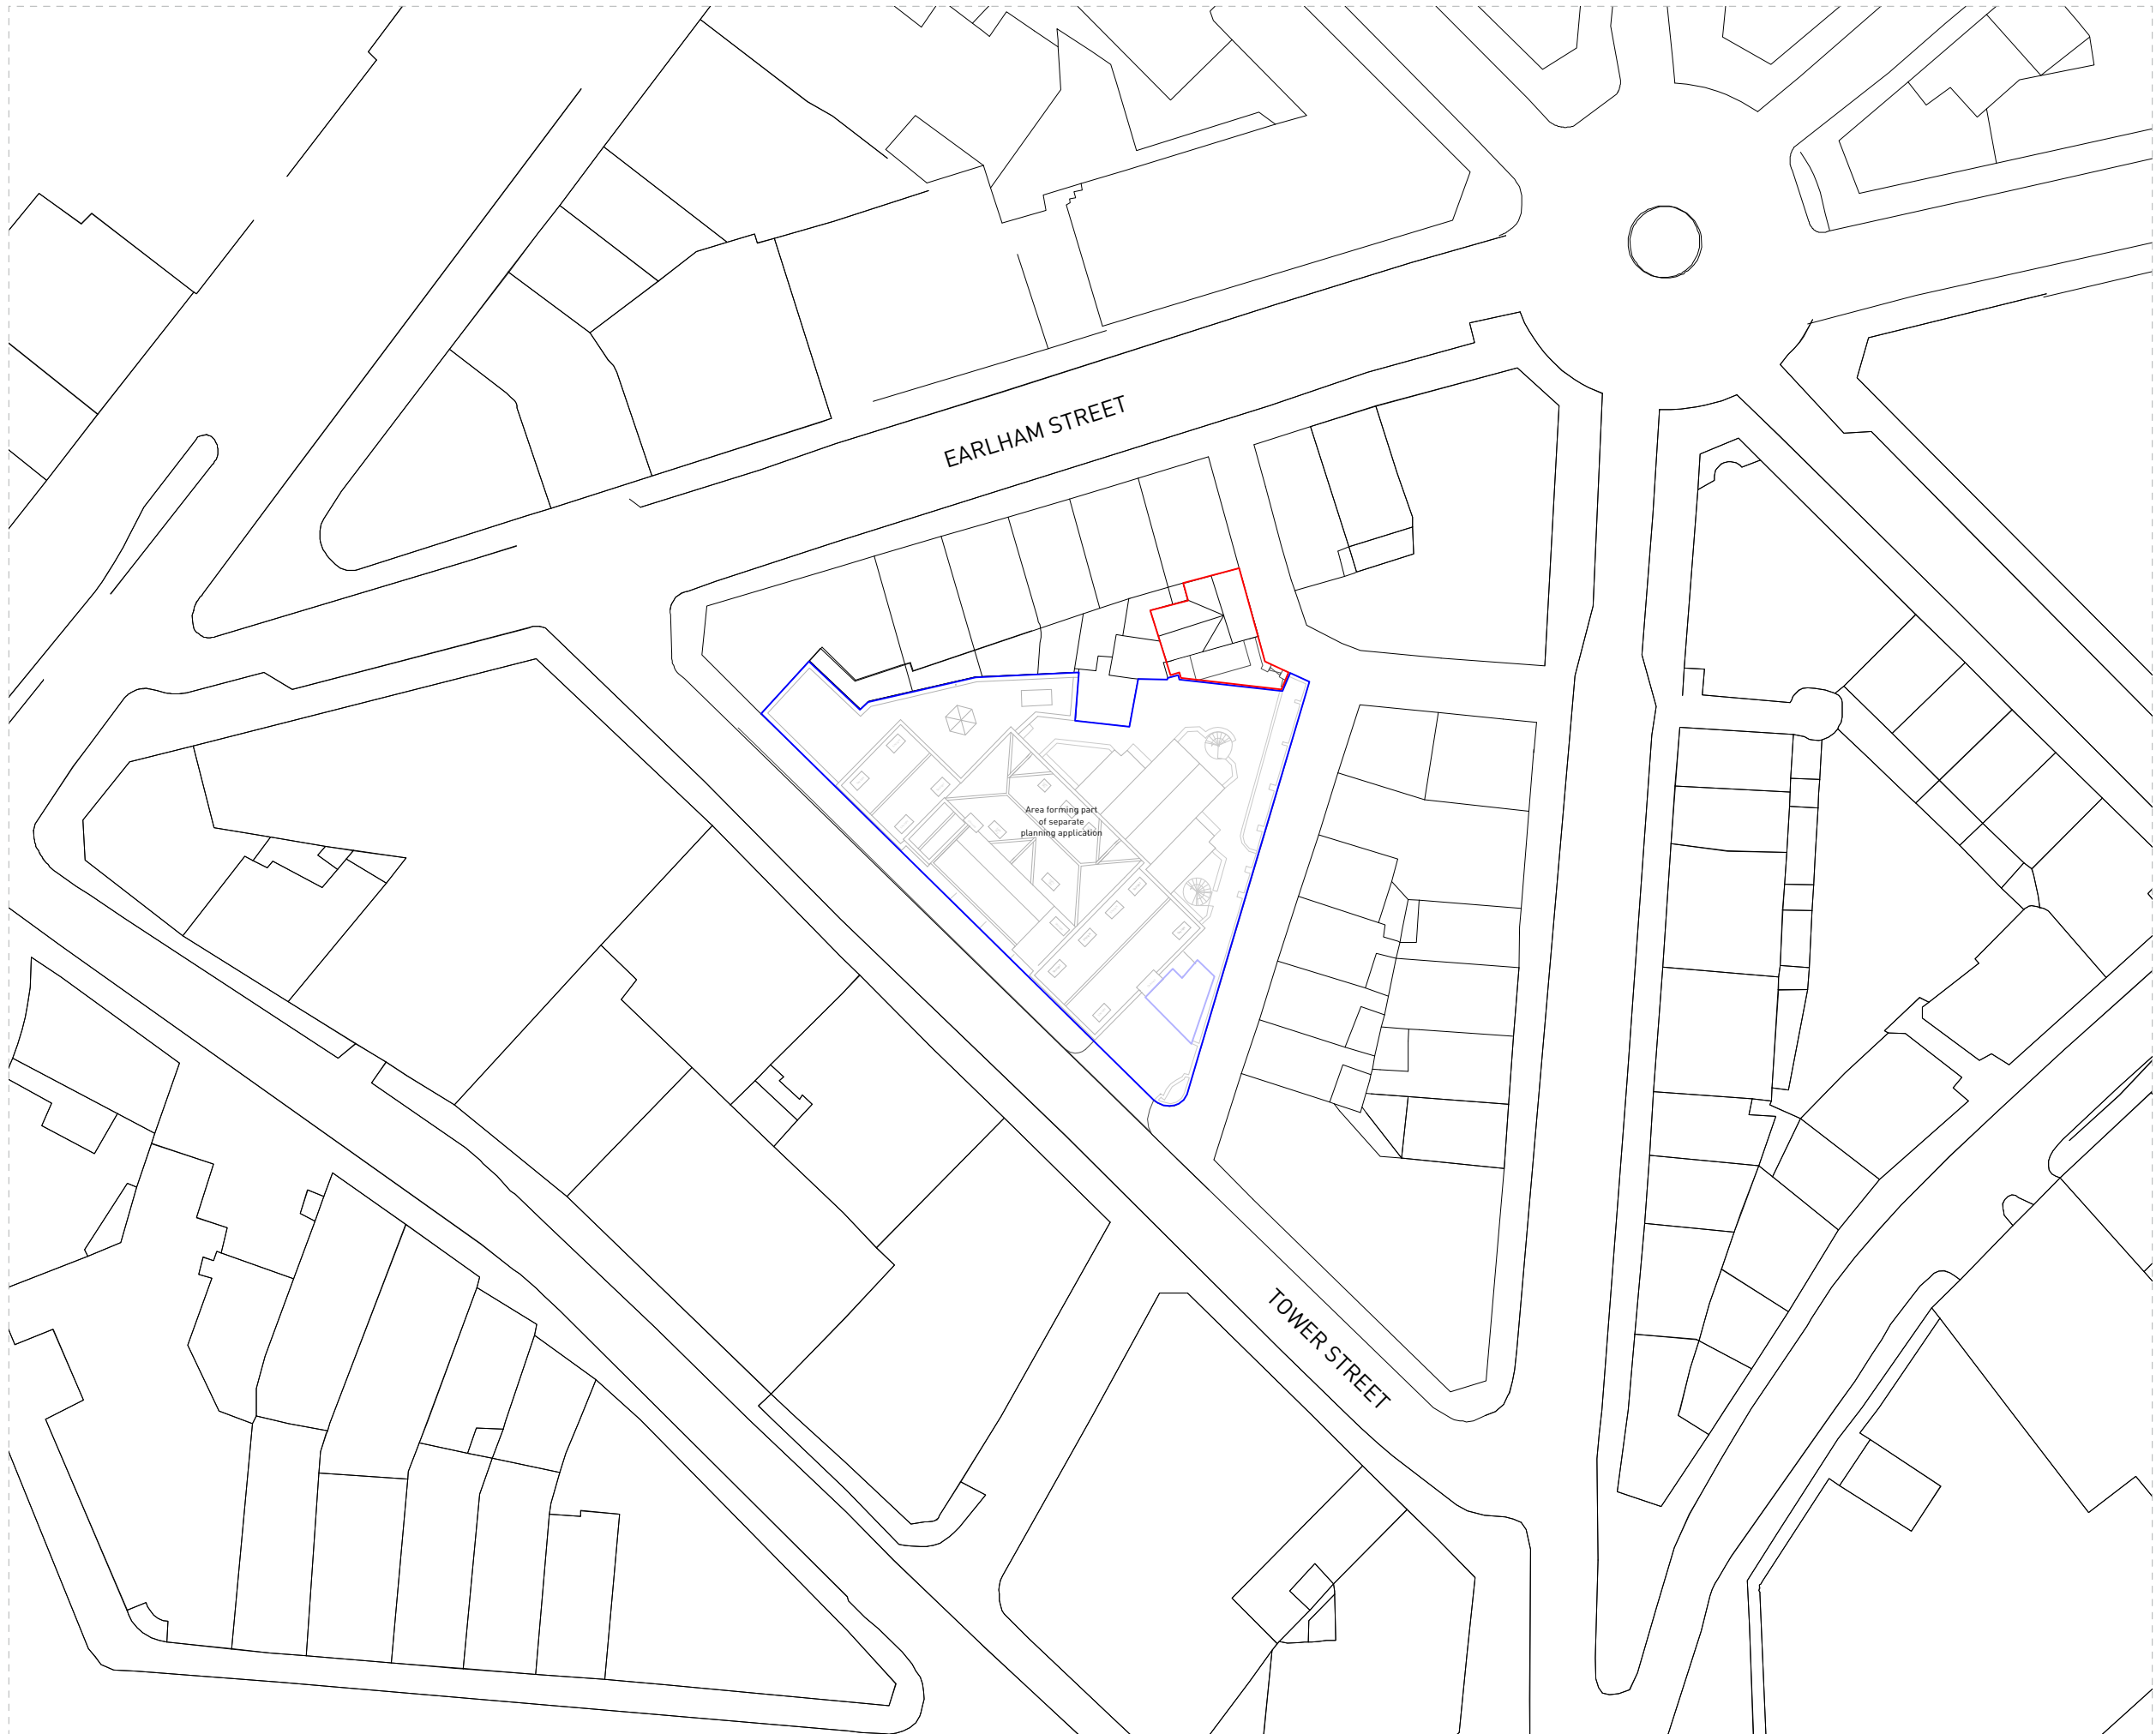 EARLHAM STREET
Area forming part
of separate
planning application
TOWER STREET